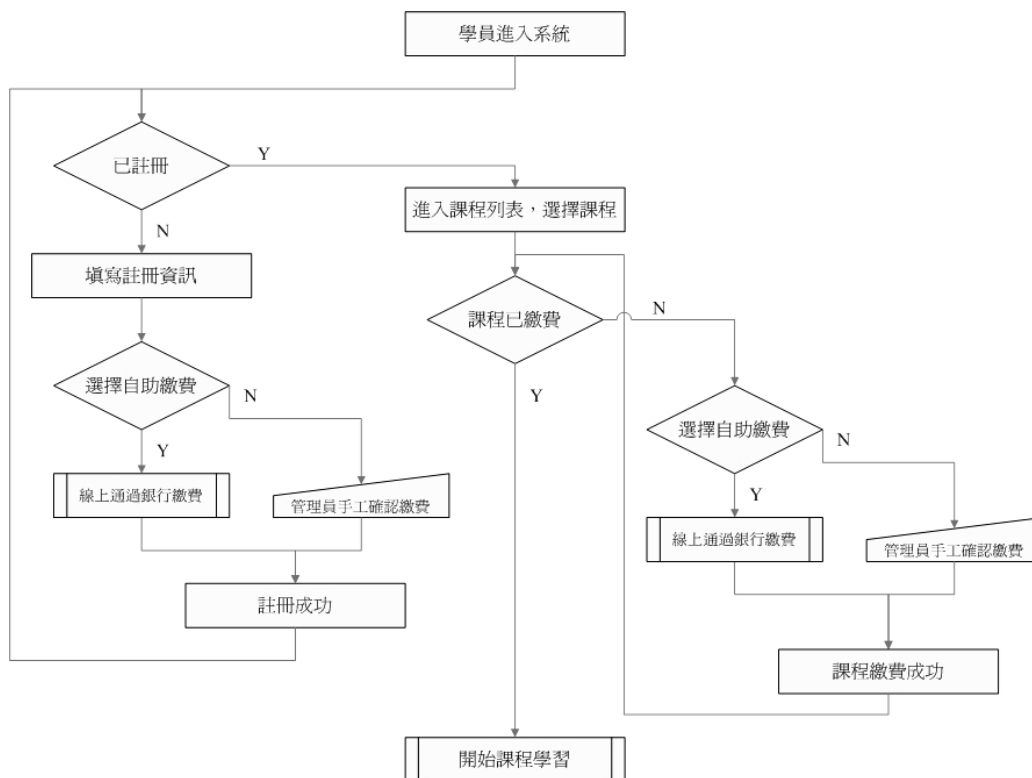 學員進入系統
已註冊
Y
進入課程列表，選擇課程
N
填寫註冊資訊
課程已繳費
N
選擇自助繳費
N
Y
Y
選擇自助繳費
N
線上通過銀行繳費
管理員手工確認繳費
Y
線上通過銀行繳費
管理員手工確認繳費
註冊成功
課程繳費成功
開始課程學習